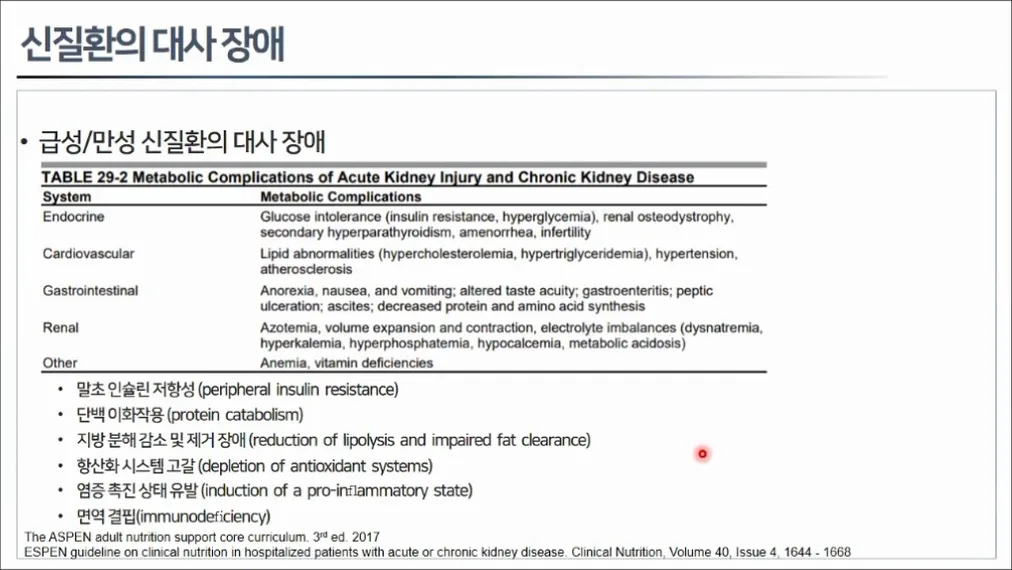 신질환의 대사 장애
• 급성/만성 신질환의 대사 장애
TABLE 29-2 Metabolic Complications of Acute Kidney Injury and Chronic Kidney Disease
System Metabolic Complications
Endocrine Glucose intolerance (insulin resistance, hyperglycemia), renal osteodystrophy,
secondary hyperparathyroidism, amenorrhea, infertility
Cardiovascular Lipid abnormalities (hypercholesterolemia, hypertriglyceridemia), hypertension,
atherosclerosis
Gastrointestinal Anorexia, nausea, and vomiting; altered taste acuity; gastroenteritis; peptic
ulceration; ascites; decreased protein and amino acid synthesis
Renal Azotemia, volume expansion and contraction, electrolyte imbalances (dysnatremia,
hyperkalemia, hyperphosphatemia, hypocalcemia, metabolic acidosis)
Other Anemia, vitamin deficiencies
• 말초 인슐린 저항성 (peripheral insulin resistance)
• 단백 이화작용 (protein catabolism)
• 지방 분해 감소 및 제거 장애 (reduction of lipolysis and impaired fat clearance)
• 항산화 시스템 고갈 (depletion of antioxidant systems)
• 염증 촉진 상태 유발 (induction of a pro-inflammatory state)
• 면역 결핍(immunodeficiency)
The ASPEN adult nutrition support core curriculum. 3rd ed. 2017
ESPEN guideline on clinical nutrition in hospitalized patients with acute or chronic kidney disease. Clinical Nutrition, Volume 40, Issue 4, 1644 - 1668